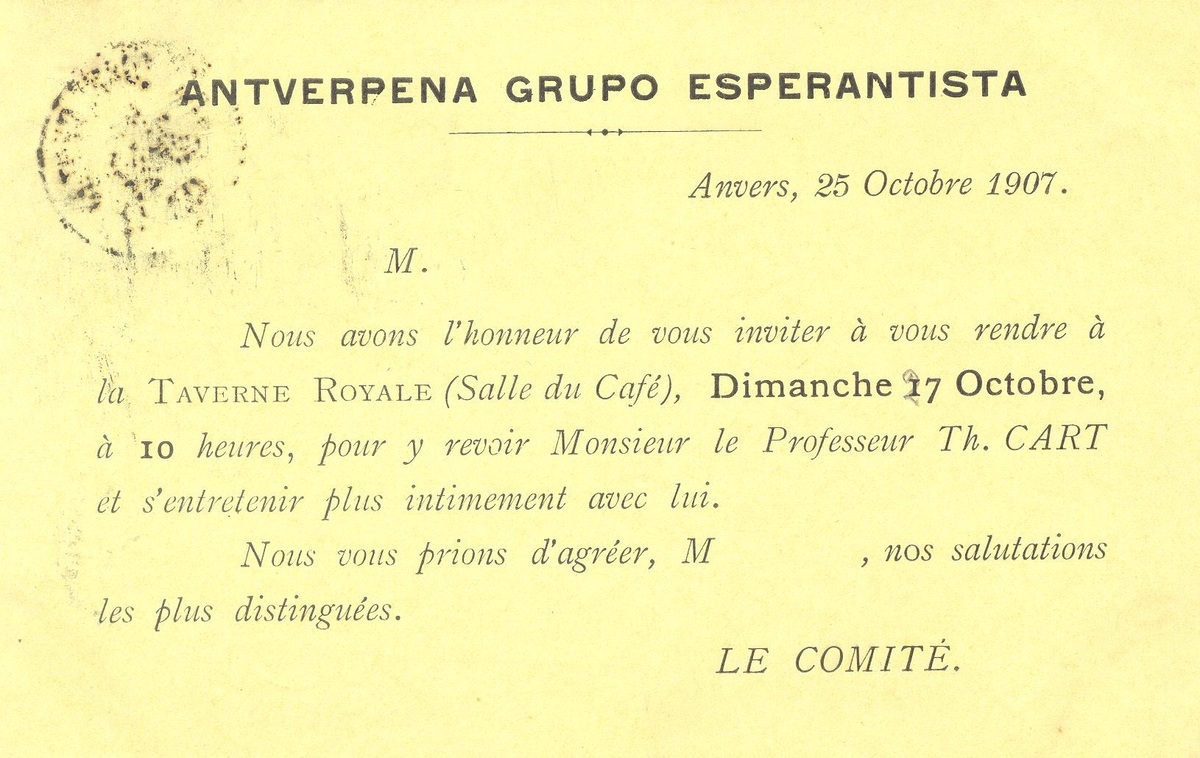 ANTVERPENA GRUPO ESPERANTISTA
Anvers, 25 Octobre 1907.
M.
Nous avons l'honneur de vous inviter à vous rendre à
la TAVERNE ROYALE (Salle du Café), Dimanche 17 Octobre,
à 10 heures, pour y revoir Monsieur le Professeur Th. CART
et s'entretenir plus intimement avec lui.
Nous vous prions d'agréer, M , nos salutations
les plus distinguées.
LE COMITÉ.